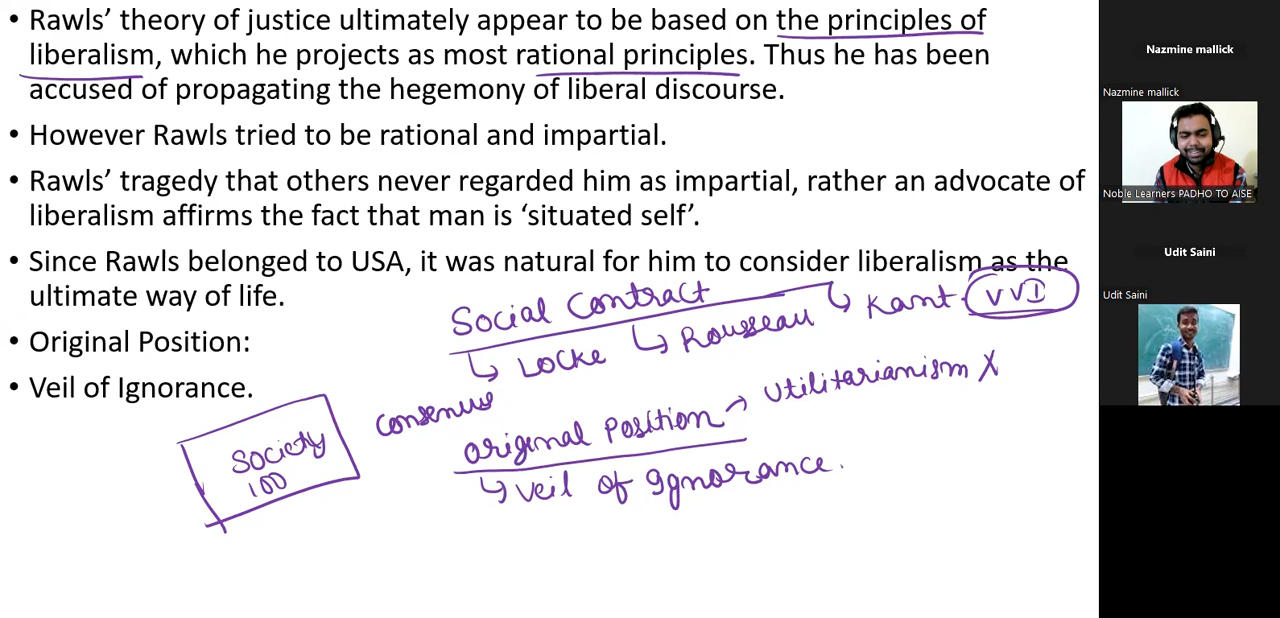 • Rawls’ theory of justice ultimately appear to be based on the principles of
liberalism, which he projects as most rational principles. Thus he has been
accused of propagating the hegemony of liberal discourse.
• However Rawls tried to be rational and impartial.
• Rawls’ tragedy that others never regarded him as impartial, rather an advocate of
liberalism affirms the fact that man is ‘situated self’.
• Since Rawls belonged to USA, it was natural for him to consider liberalism as the
ultimate way of life.
• Original Position:
• Veil of Ignorance.
Social Contract
↳ Locke ↳ Rousseau ↳ Kant. VVI
consensus
Original Position → Utilitarianism X
↳ Veil of Ignorance.
Society
100
Nazmine mallick
Nazmine mallick
Noble Learners PADHO TO AISE
Udit Saini
Udit Saini